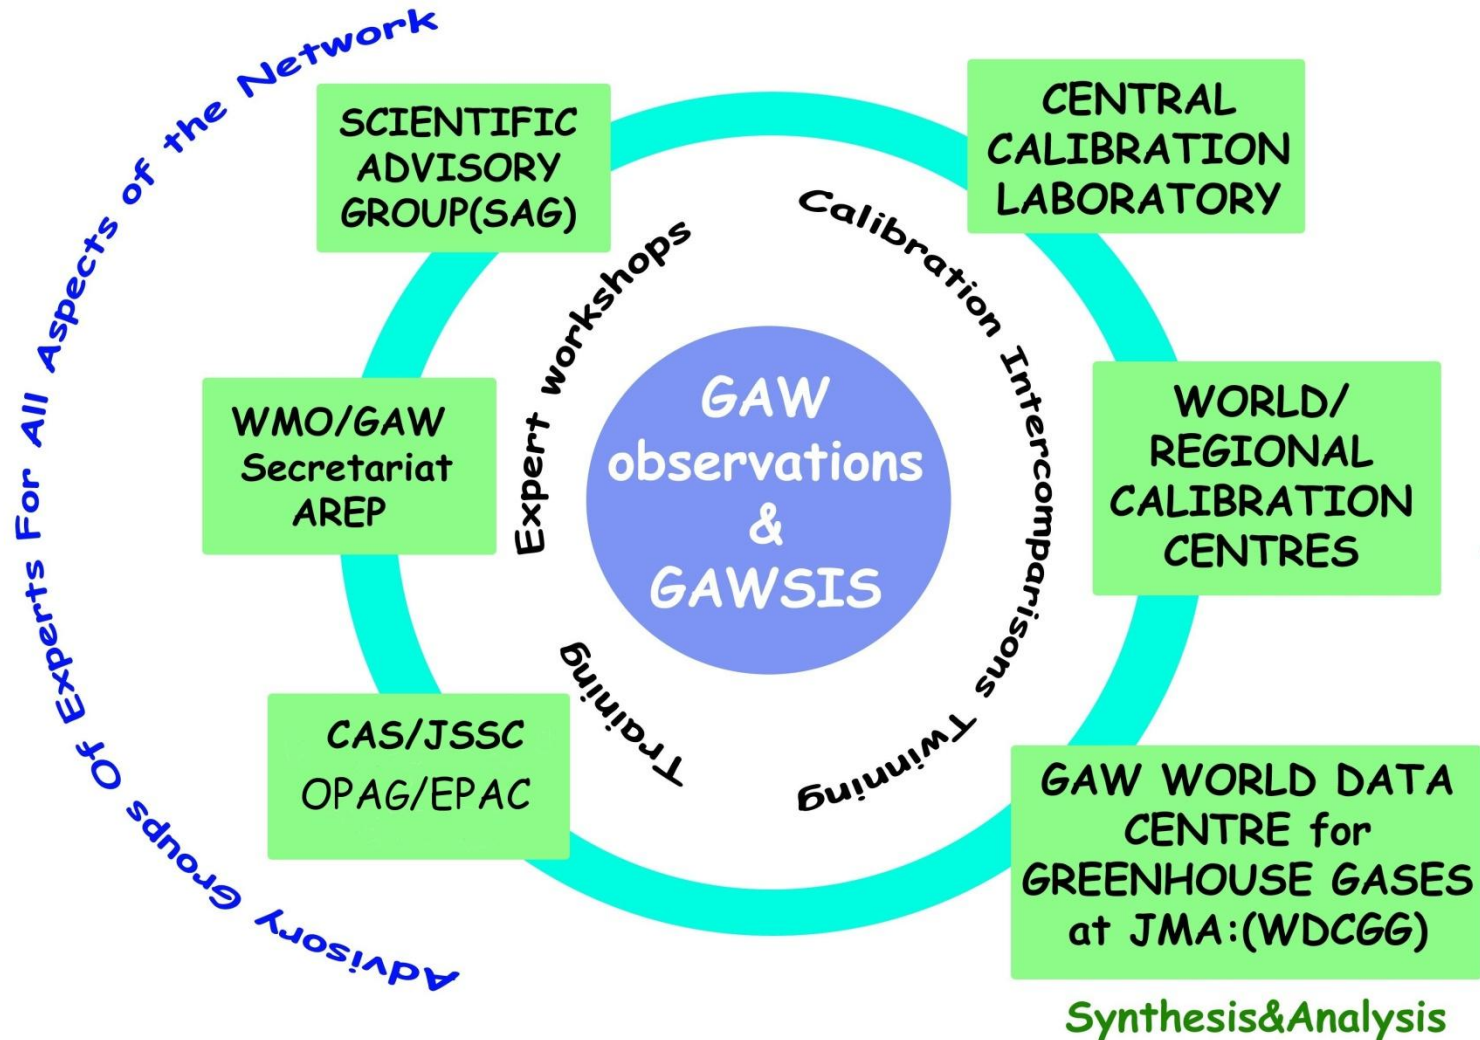 Advisory Groups Of Experts For All Aspects of the Network
SCIENTIFIC
ADVISORY
GROUP(SAG)
CENTRAL
CALIBRATION
LABORATORY
Expert workshops
Calibration Intercomparisons Twinning
WMO/GAW
Secretariat
AREP
GAW
observations
&
GAWSIS
WORLD/
REGIONAL
CALIBRATION
CENTRES
Training
CAS/JSSC
OPAG/EPAC
GAW WORLD DATA
CENTRE for
GREENHOUSE GASES
at JMA:(WDCGG)
Synthesis&Analysis